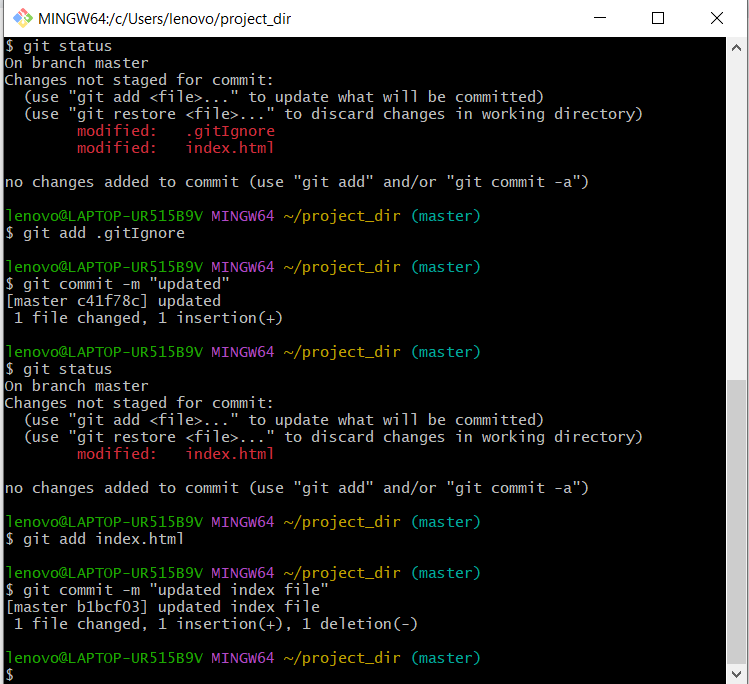 MINGW64:/c/Users/lenovo/project_dir
$ git status
On branch master
Changes not staged for commit:
  (use "git add <file>..." to update what will be committed)
  (use "git restore <file>..." to discard changes in working directory)
        modified:   .gitIgnore
        modified:   index.html

no changes added to commit (use "git add" and/or "git commit -a")

lenovo@LAPTOP-UR515B9V MINGW64 ~/project_dir (master)
$ git add .gitIgnore

lenovo@LAPTOP-UR515B9V MINGW64 ~/project_dir (master)
$ git commit -m "updated"
[master c41f78c] updated
 1 file changed, 1 insertion(+)

lenovo@LAPTOP-UR515B9V MINGW64 ~/project_dir (master)
$ git status
On branch master
Changes not staged for commit:
  (use "git add <file>..." to update what will be committed)
  (use "git restore <file>..." to discard changes in working directory)
        modified:   index.html

no changes added to commit (use "git add" and/or "git commit -a")

lenovo@LAPTOP-UR515B9V MINGW64 ~/project_dir (master)
$ git add index.html

lenovo@LAPTOP-UR515B9V MINGW64 ~/project_dir (master)
$ git commit -m "updated index file"
[master b1bcf03] updated index file
 1 file changed, 1 insertion(+), 1 deletion(-)

lenovo@LAPTOP-UR515B9V MINGW64 ~/project_dir (master)
$